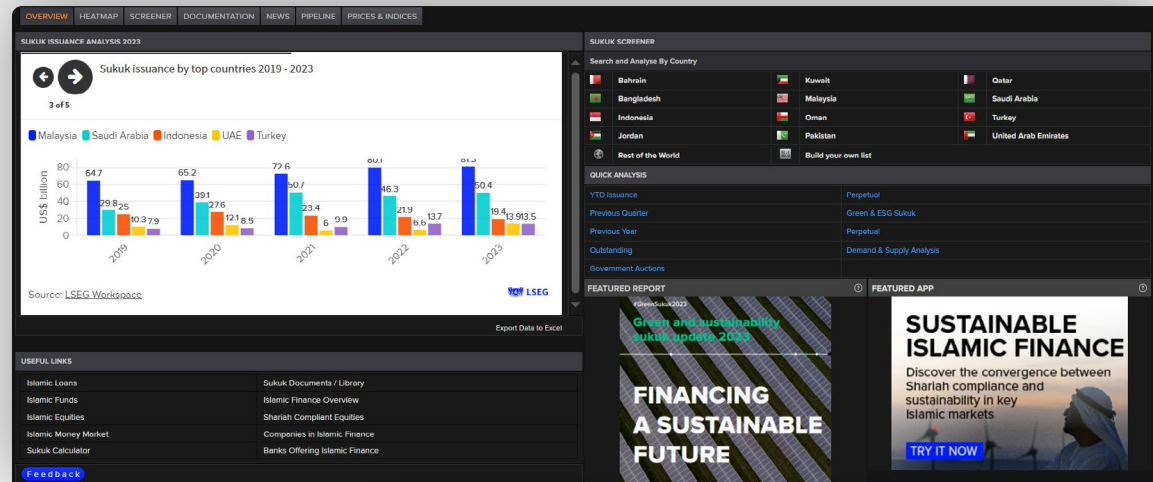 OVERVIEW HEATMAP SCREENER DOCUMENTATION NEWS PIPELINE PRICES & INDICES
SUKUK ISSUANCE ANALYSIS 2023
Sukuk issuance by top countries 2019 - 2023
3 of 5
Malaysia Saudi Arabia Indonesia UAE Turkey
US$ billion
80
60
40
20
0
64.7 29.8 25 10.3 7.9
65.2 39.1 27.6 12.1 8.5
72.6 50.7 23.4 6 9.9
80.1 46.3 21.9 6.6 13.7
81.3 50.4 19.4 13.9 13.5
2019 2020 2021 2022 2023
Source: LSEG Workspace
LSEG
Export Data to Excel
USEFUL LINKS
Islamic Loans Sukuk Documents / Library
Islamic Funds Islamic Finance Overview
Islamic Equities Shariah Compliant Equities
Islamic Money Market Companies in Islamic Finance
Sukuk Calculator Banks Offering Islamic Finance
Feedback
SUKUK SCREENER
Search and Analyse By Country
Bahrain Kuwait Qatar
Bangladesh Malaysia Saudi Arabia
Indonesia Oman Turkey
Jordan Pakistan United Arab Emirates
Rest of the World Build your own list
QUICK ANALYSIS
YTD Issuance Perpetual
Previous Quarter Green & ESG Sukuk
Previous Year Perpetual
Outstanding Demand & Supply Analysis
Government Auctions
FEATURED REPORT
#GreenSukuk2023
Green and sustainability
sukuk update 2023
FINANCING
A SUSTAINABLE
FUTURE
FEATURED APP
SUSTAINABLE
ISLAMIC FINANCE
Discover the convergence between
Shariah compliance and
sustainability in key
Islamic markets
TRY IT NOW